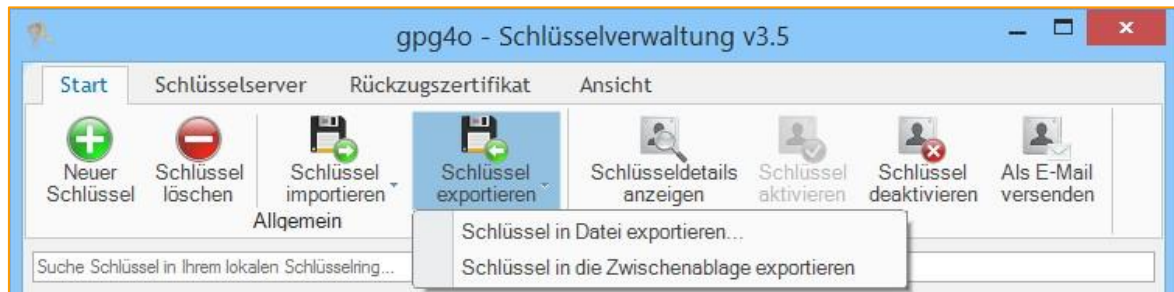 gpg4o - Schlüsselverwaltung v3.5
Start Schlüsselserver Rückzugszertifikat Ansicht
Neuer Schlüssel
Schlüssel löschen
Schlüssel importieren
Schlüssel exportieren
Schlüsseldetails anzeigen
Schlüssel aktivieren
Schlüssel deaktivieren
Als E-Mail versenden
Allgemein
Schlüssel in Datei exportieren...
Suche Schlüssel in Ihrem lokalen Schlüsselring...
Schlüssel in die Zwischenablage exportieren